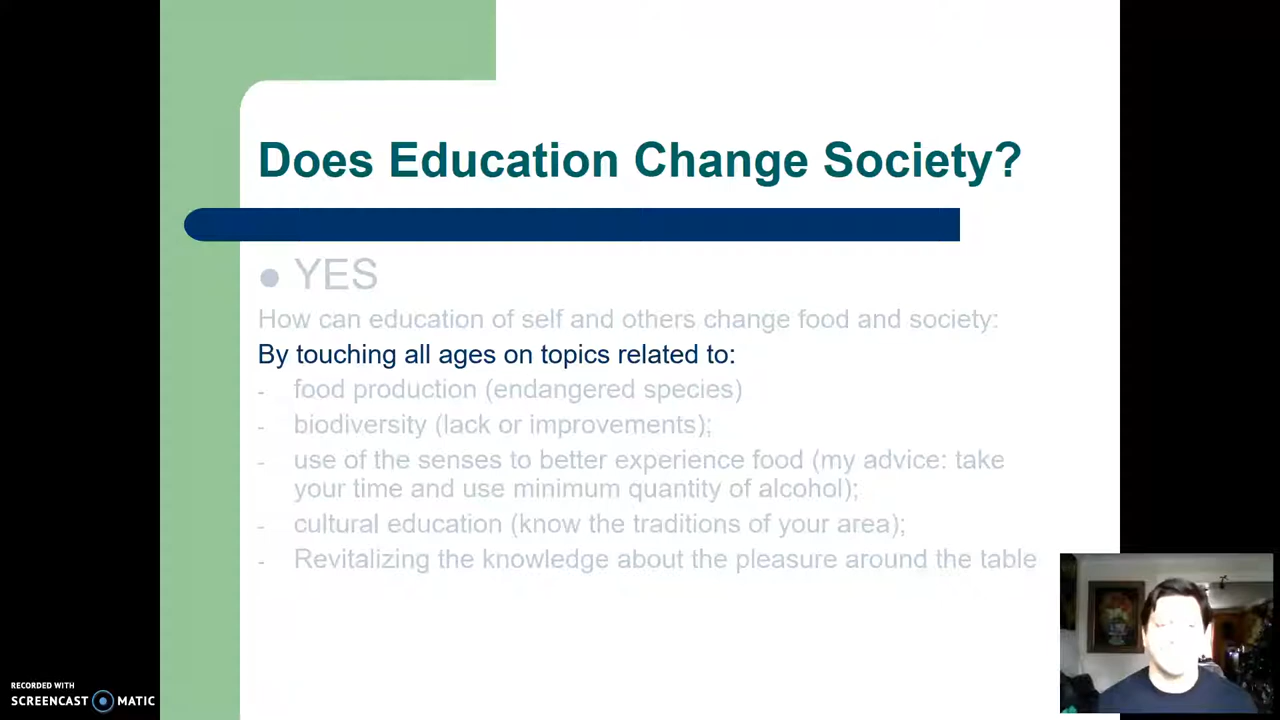 Does Education Change Society?
● YES
How can education of self and others change food and society:
By touching all ages on topics related to:
- food production (endangered species)
- biodiversity (lack or improvements);
- use of the senses to better experience food (my advice: take
your time and use minimum quantity of alcohol);
- cultural education (know the traditions of your area);
- Revitalizing the knowledge about the pleasure around the table
RECORDED WITH
SCREENCAST MATIC